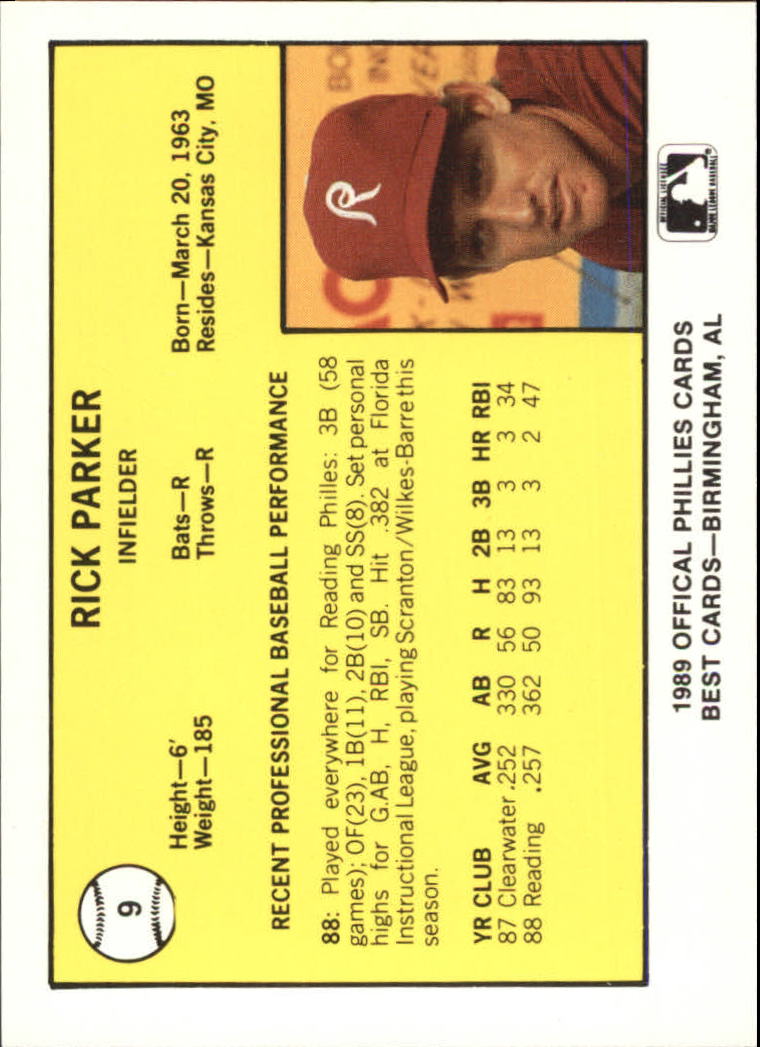 9
RICK PARKER
INFIELDER
Height—6'
Weight—185
Bats—R
Throws—R
Born—March 20, 1963
Resides—Kansas City, MO
RECENT PROFESSIONAL BASEBALL PERFORMANCE
88: Played everywhere for Reading Philles: 3B (58
games); OF(23), 1B(11), 2B(10) and SS(8). Set personal
highs for G.AB, H, RBI, SB. Hit .382 at Florida
Instructional League, playing Scranton/Wilkes-Barre this
season.
YR CLUB AVG AB R H 2B 3B HR RBI
87 Clearwater .252 330 56 83 13 3 3 34
88 Reading .257 362 50 93 13 3 2 47
R
1989 OFFICAL PHILLIES CARDS
BEST CARDS—BIRMINGHAM, AL